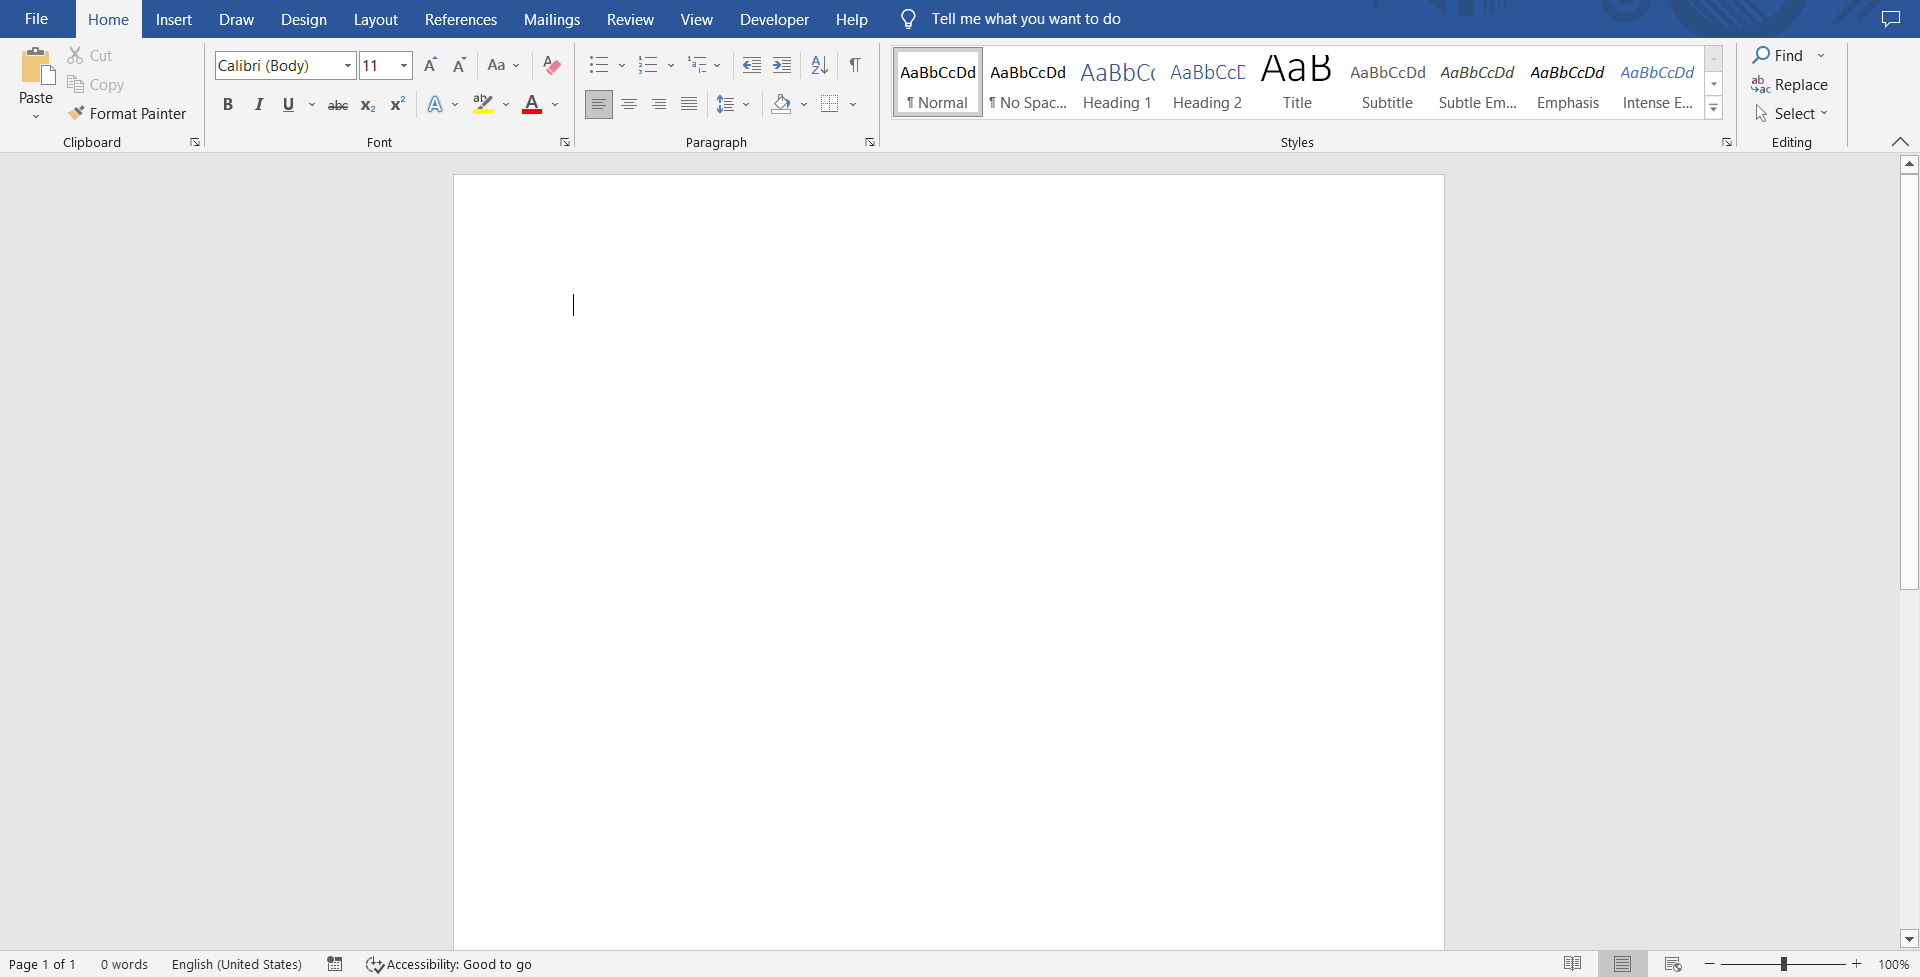 File Home Insert Draw Design Layout References Mailings Review View Developer Help Tell me what you want to do
Paste
Cut
Copy
Format Painter
Clipboard
Calibri (Body) 11 A A Aa A
B I U abc x2 x2 A ab A
Font
A Z ¶
Paragraph
AaBbCcDd AaBbCcDd AaBbCc AaBbCcD AaB AaBbCcDd AaBbCcDd AaBbCcDd AaBbCcDd
¶ Normal ¶ No Spac... Heading 1 Heading 2 Title Subtitle Subtle Em... Emphasis Intense E...
Styles
Find
Replace
Select
Editing
Page 1 of 1 0 words English (United States) Accessibility: Good to go 100%